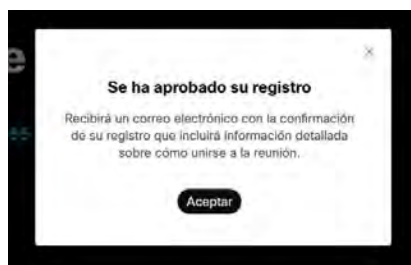 Se ha aprobado su registro
Recibirá un correo electrónico con la confirmación
de su registro que incluirá información detallada
sobre cómo unirse a la reunión.
Aceptar